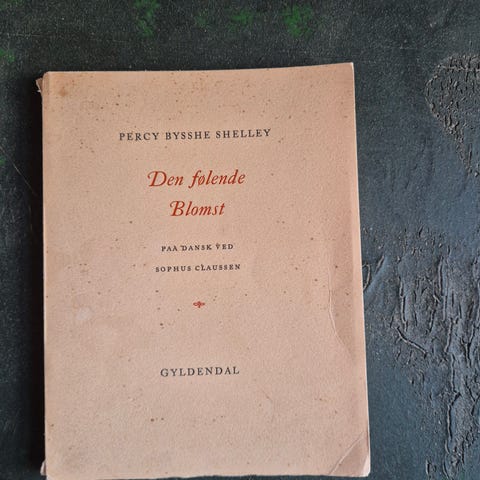 PERCY BYSSHE SHELLEY
Den følende
Blomst
PAA DANSK VED
SOPHUS CLAUSSEN
GYLDENDAL